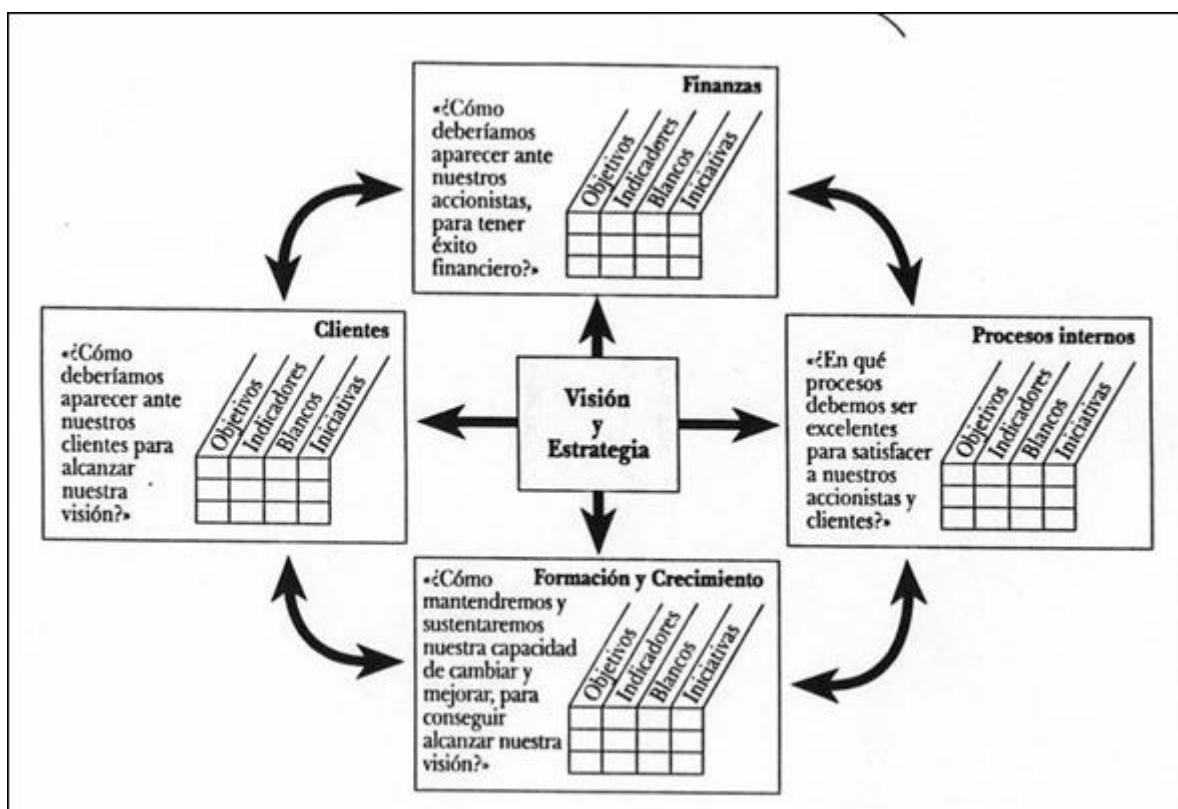 Finanzas
«¿Cómo
deberíamos
aparecer ante
nuestros
accionistas,
para tener
éxito
financiero?»
Objetivos
Indicadores
Blancos
Iniciativas
Clientes
«¿Cómo
deberíamos
aparecer ante
nuestros
clientes para
alcanzar
nuestra
visión?»
Objetivos
Indicadores
Blancos
Iniciativas
Visión
y
Estrategia
Procesos internos
«¿En qué
procesos
debemos ser
excelentes
para satisfacer
a nuestros
accionistas y
clientes?»
Objetivos
Indicadores
Blancos
Iniciativas
Formación y Crecimiento
«¿Cómo
mantendremos y
sustentaremos
nuestra capacidad
de cambiar y
mejorar, para
conseguir
alcanzar nuestra
visión?»
Objetivos
Indicadores
Blancos
Iniciativas